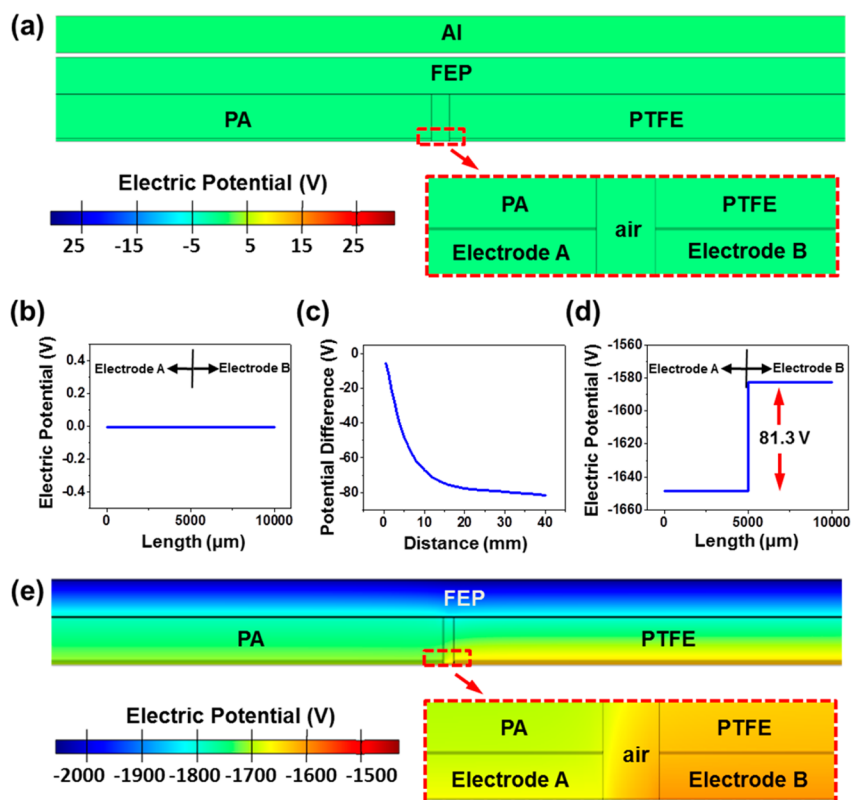 (a)
Al
FEP
PA
PTFE
Electric Potential (V)
25 -15 -5 5 15 25
PA
PTFE
air
Electrode A
Electrode B
(b)
Electric Potential (V)
0.4
0.2
0.0
-0.2
-0.4
Electrode A
Electrode B
0 5000 10000
Length (μm)
(c)
Potential Difference (V)
0
-20
-40
-60
-80
0 10 20 30 40
Distance (mm)
(d)
Electric Potential (V)
-1560
-1580
-1600
-1620
-1640
-1660
Electrode A
Electrode B
81.3 V
0 5000 10000
Length (μm)
(e)
FEP
PA
PTFE
Electric Potential (V)
-2000 -1900 -1800 -1700 -1600 -1500
PA
PTFE
air
Electrode A
Electrode B